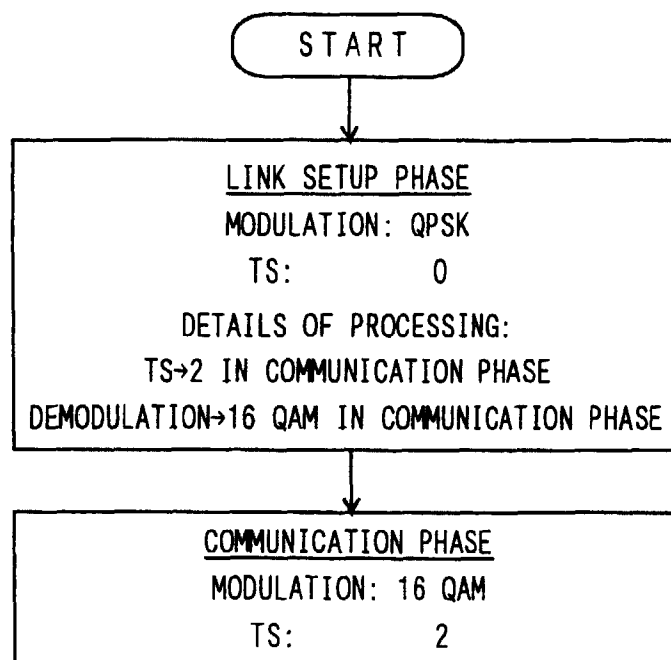 START
LINK SETUP PHASE
MODULATION: QPSK
TS: 0
DETAILS OF PROCESSING:
TS→2 IN COMMUNICATION PHASE
DEMODULATION→16 QAM IN COMMUNICATION PHASE
COMMUNICATION PHASE
MODULATION: 16 QAM
TS: 2